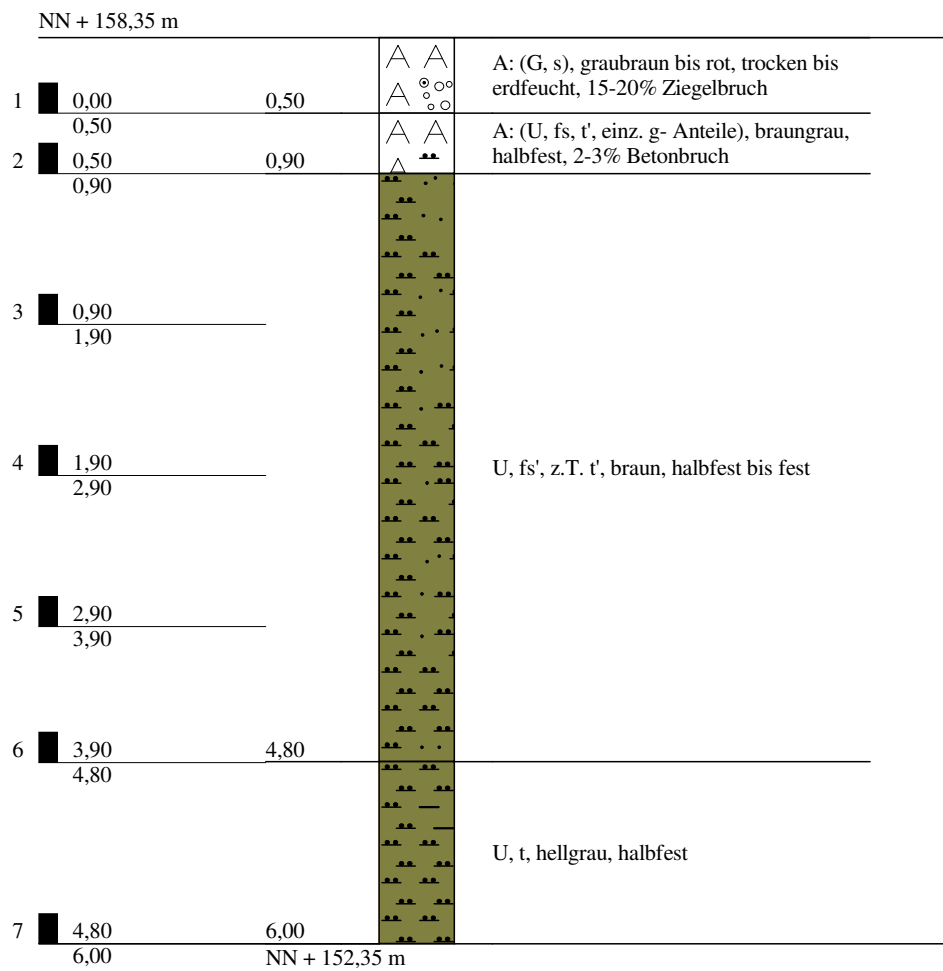 NN + 158,35 m
A: (G, s), graubraun bis rot, trocken bis
erdfeucht, 15-20% Ziegelbruch
1 0,00 0,50
0,50
A: (U, fs, t', einz. g- Anteile), braungrau,
halbfest, 2-3% Betonbruch
2 0,50 0,90
0,90
3 0,90
1,90
4 1,90
2,90
U, fs', z.T. t', braun, halbfest bis fest
5 2,90
3,90
6 3,90 4,80
4,80
U, t, hellgrau, halbfest
7 4,80 6,00
6,00
NN + 152,35 m